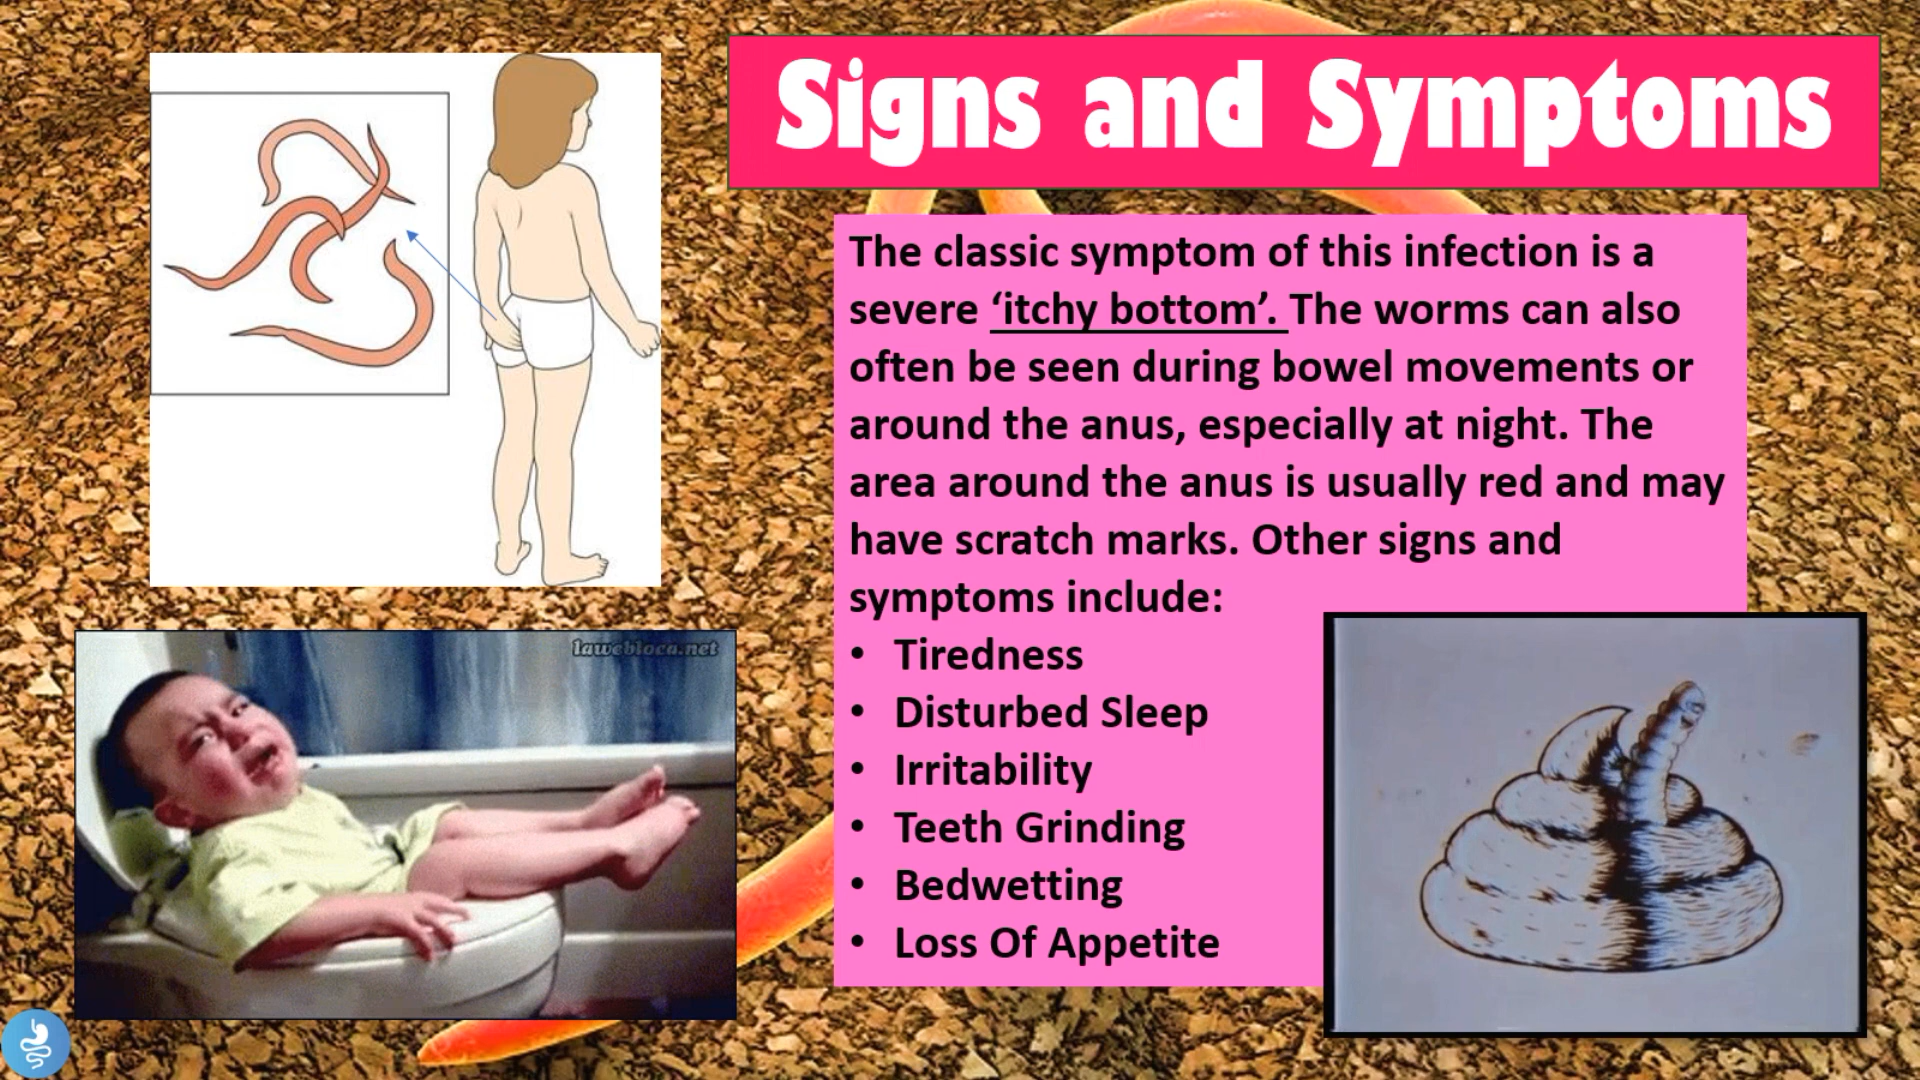 Signs and Symptoms
The classic symptom of this infection is a
severe ‘itchy bottom’. The worms can also
often be seen during bowel movements or
around the anus, especially at night. The
area around the anus is usually red and may
have scratch marks. Other signs and
symptoms include:
• Tiredness
• Disturbed Sleep
• Irritability
• Teeth Grinding
• Bedwetting
• Loss Of Appetite
lawebloca.net